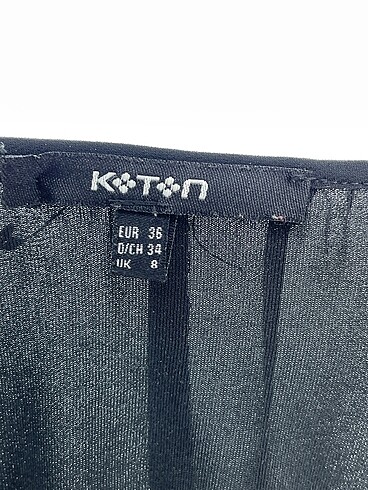 KOTON
EUR 36
D/CH 34
UK 8